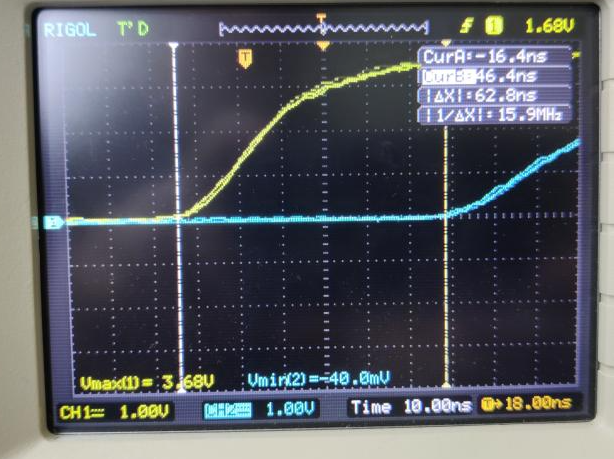 RIGOL T'D 1 1.68V
T
T
CurA:-16.4ns
CurB:46.4ns
|ΔX|:62.8ns
|1/ΔX|:15.9MHz
1
Vmax(1)= 3.68V Vmin(2)=-40.0mV
CH1 1.00V CH2 1.00V Time 10.00ns T→18.00ns